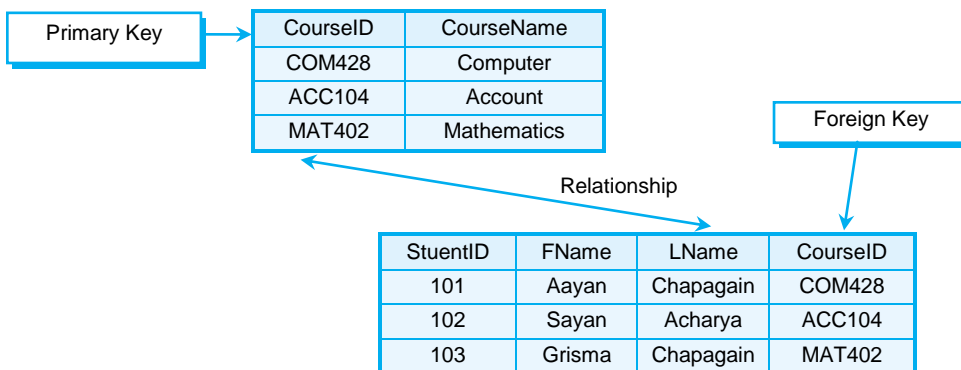 Primary Key
CourseID CourseName
COM428 Computer
ACC104 Account
MAT402 Mathematics
Foreign Key
Relationship
StuentID FName LName CourseID
101 Aayan Chapagain COM428
102 Sayan Acharya ACC104
103 Grisma Chapagain MAT402